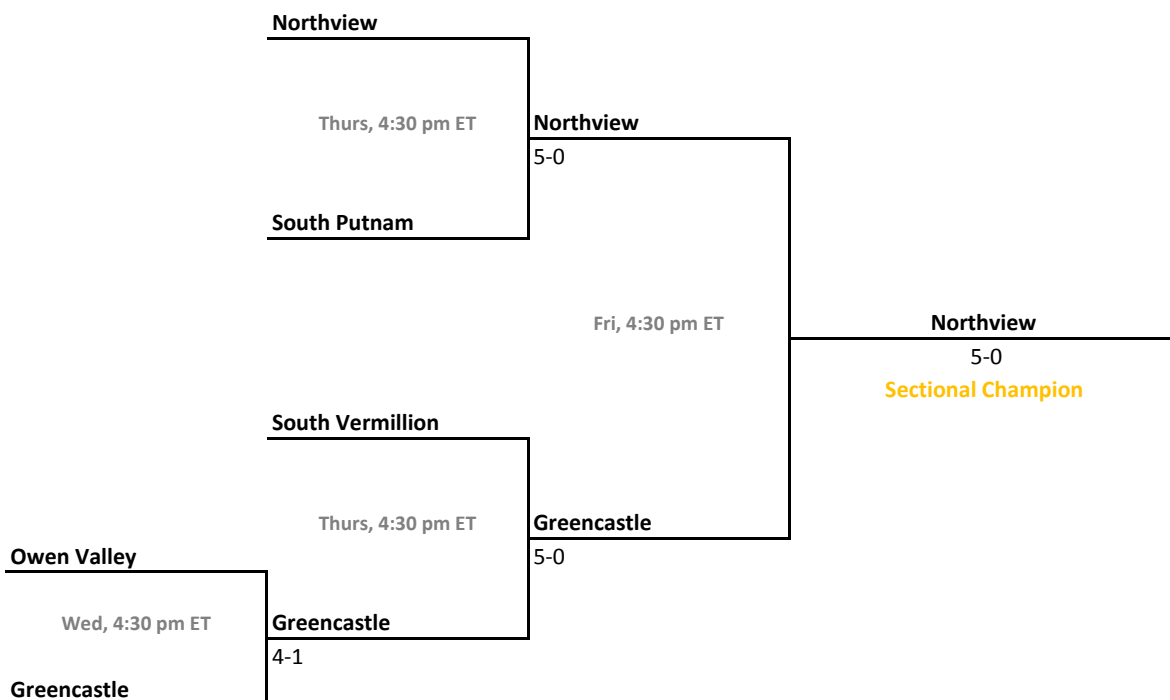 Northview
Thurs, 4:30 pm ET
Northview
5-0
South Putnam
Fri, 4:30 pm ET
Northview
5-0
Sectional Champion
South Vermillion
Thurs, 4:30 pm ET
Greencastle
5-0
Owen Valley
Wed, 4:30 pm ET
Greencastle
4-1
Greencastle